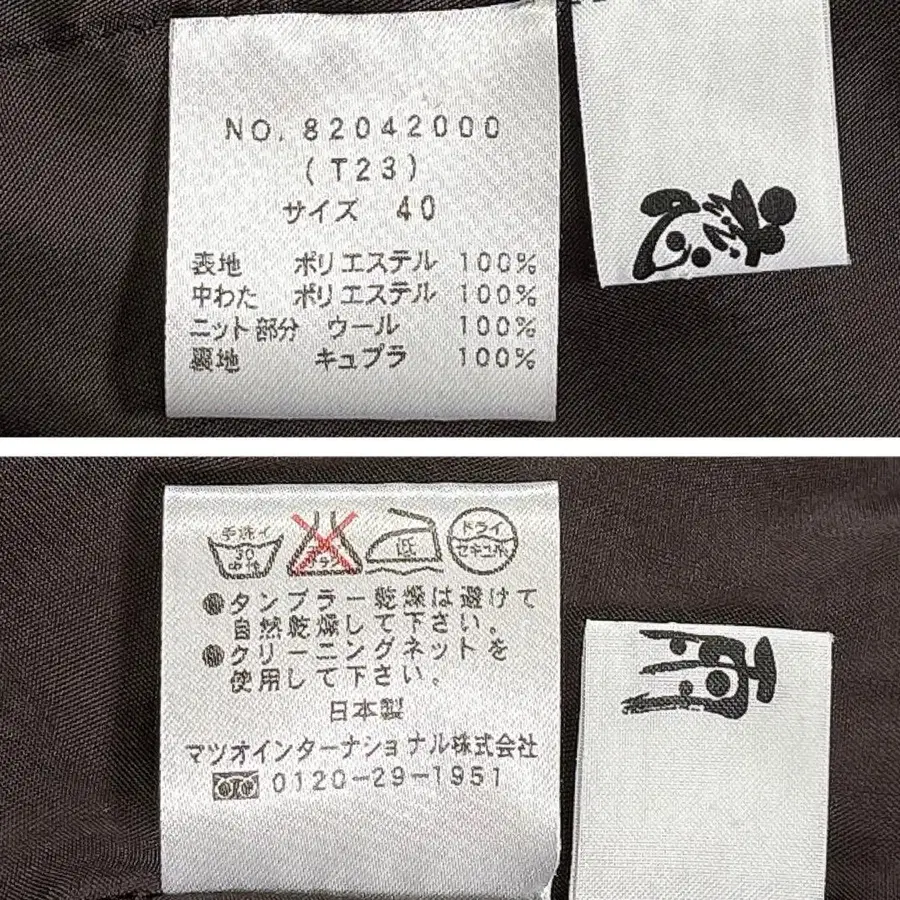 NO. 82042000
(T23)
サイズ 40
表地 ポリエステル 100%
中わた ポリエステル 100%
ニット部分 ウール 100%
裏地 キュプラ 100%
手洗イ
30
中性
エンソ
サラシ
低
ドライ
セキユ系
●タンブラー乾燥は避けて
自然乾燥して下さい。
●クリーニングネットを
使用して下さい。
日本製
マツオインターナショナル株式会社
0120-29-1951